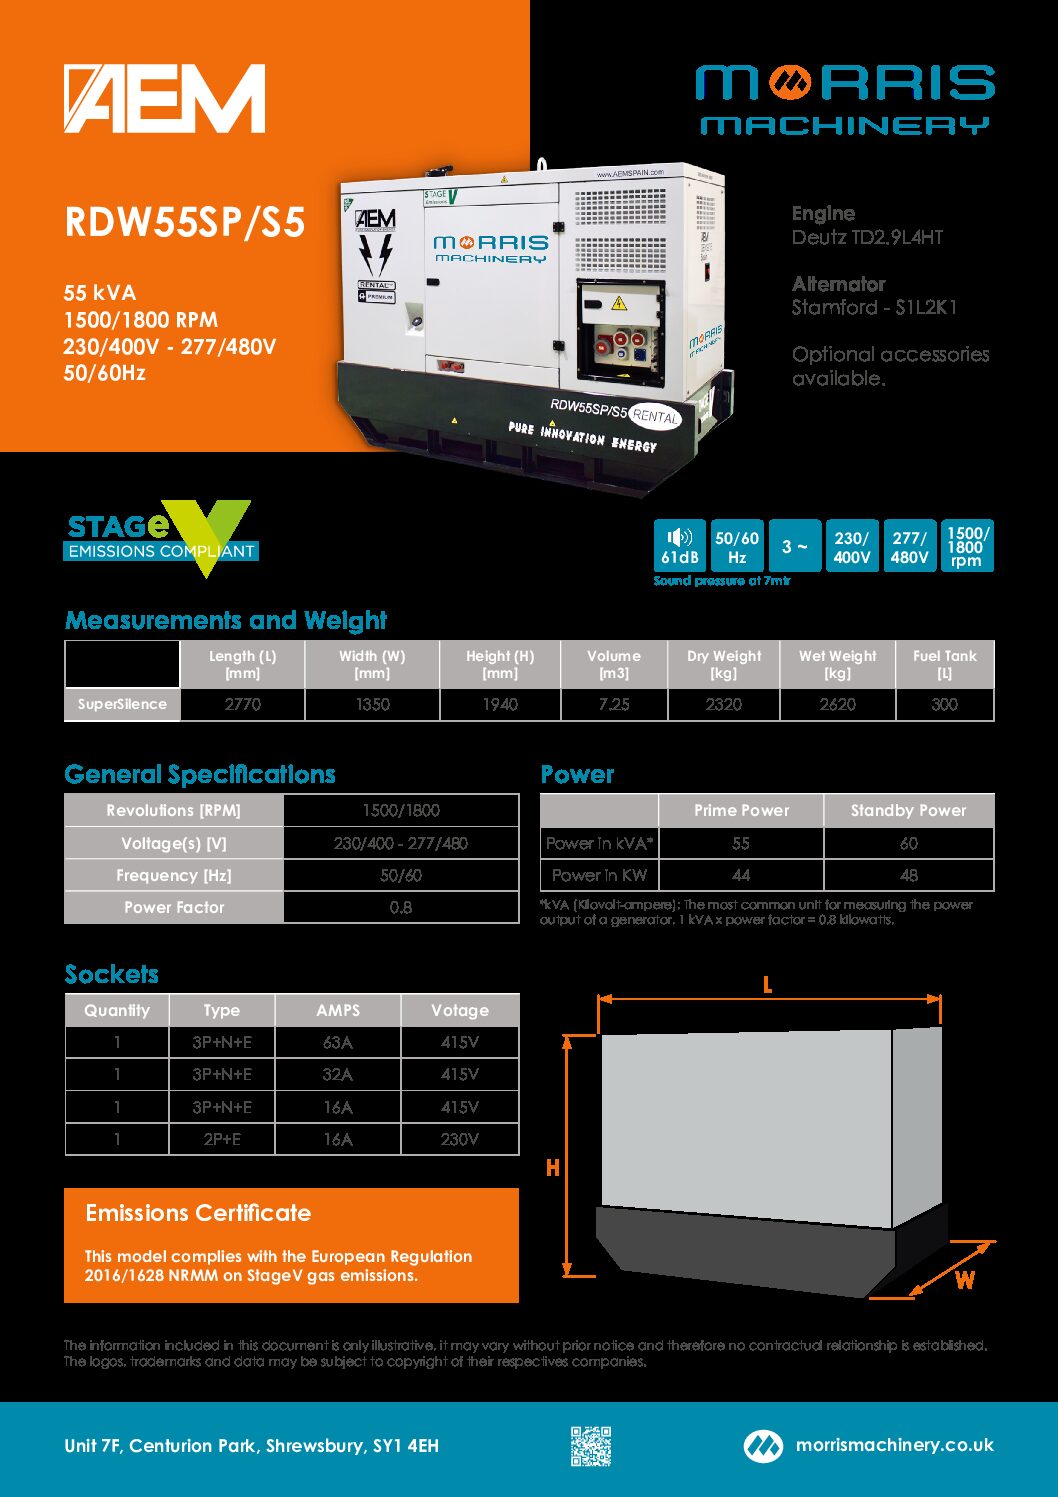 AEM
MORRIS
MACHINERY
RDW55SP/S5
55 kVA
1500/1800 RPM
230/400V - 277/480V
50/60Hz
Engine
Deutz TD2.9L4HT
Alternator
Stamford - S1L2K1
Optional accessories
available.
www.AEMSPAIN.com
STAGE V
Emissions
AEM
MORRIS
MACHINERY
RENTAL
PREMIUM
MORRIS
MACHINERY
RDW55SP/S5 RENTAL
PURE INNOVATION ENERGY
STAGe V
EMISSIONS COMPLIANT
61dB
50/60 Hz
3 ~
230/ 400V
277/ 480V
1500/ 1800 rpm
Sound pressure at 7mtr
Measurements and Weight
Length (L) [mm] Width (W) [mm] Height (H) [mm] Volume [m3] Dry Weight [kg] Wet Weight [kg] Fuel Tank [L]
SuperSilence 2770 1350 1940 7.25 2320 2620 300
General Specifications
Revolutions [RPM] 1500/1800
Voltage(s) [V] 230/400 - 277/480
Frequency [Hz] 50/60
Power Factor 0.8
Power
Prime Power Standby Power
Power in kVA* 55 60
Power in KW 44 48
*kVA (Kilovolt-ampere): The most common unit for measuring the power
output of a generator. 1 kVA x power factor = 0.8 kilowatts.
Sockets
Quantity Type AMPS Votage
1 3P+N+E 63A 415V
1 3P+N+E 32A 415V
1 3P+N+E 16A 415V
1 2P+E 16A 230V
L
H
W
Emissions Certificate
This model complies with the European Regulation
2016/1628 NRMM on StageV gas emissions.
The information included in this document is only illustrative, it may vary without prior notice and therefore no contractual relationship is established.
The logos, trademarks and data may be subject to copyright of their respectives companies.
Unit 7F, Centurion Park, Shrewsbury, SY1 4EH
morrismachinery.co.uk